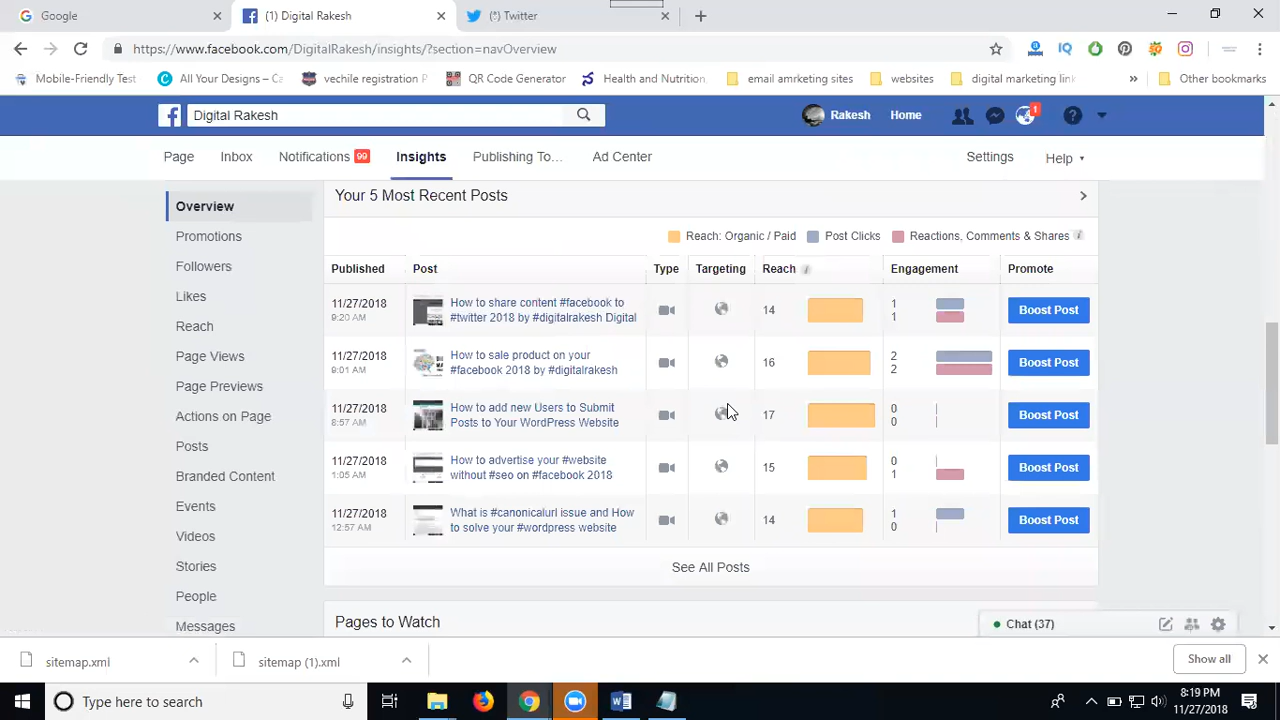 Google
(1) Digital Rakesh
(*) Twitter
https://www.facebook.com/DigitalRakesh/insights/?section=navOverview
Mobile-Friendly Test
All Your Designs – Ca
vechile registration P
QR Code Generator
Health and Nutrition,
email amrketing sites
websites
digital marketing link
Other bookmarks
Digital Rakesh
Rakesh
Home
1
Page
Inbox
Notifications 99
Insights
Publishing To...
Ad Center
Settings
Help
Overview
Promotions
Followers
Likes
Reach
Page Views
Page Previews
Actions on Page
Posts
Branded Content
Events
Videos
Stories
People
Messages
Your 5 Most Recent Posts
Reach: Organic / Paid
Post Clicks
Reactions, Comments & Shares
Published Post Type Targeting Reach Engagement Promote
11/27/2018 How to share content #facebook to 14 1 Boost Post
9:20 AM #twitter 2018 by #digitalrakesh Digital 1
11/27/2018 How to sale product on your 16 2 Boost Post
9:01 AM #facebook 2018 by #digitalrakesh 2
11/27/2018 How to add new Users to Submit 17 0 Boost Post
8:57 AM Posts to Your WordPress Website 0
11/27/2018 How to advertise your #website 15 0 Boost Post
1:05 AM without #seo on #facebook 2018 1
11/27/2018 What is #canonicalurl issue and How 14 1 Boost Post
12:57 AM to solve your #wordpress website 0
See All Posts
Pages to Watch
Chat (37)
sitemap.xml
sitemap (1).xml
Show all
Type here to search
8:19 PM
11/27/2018